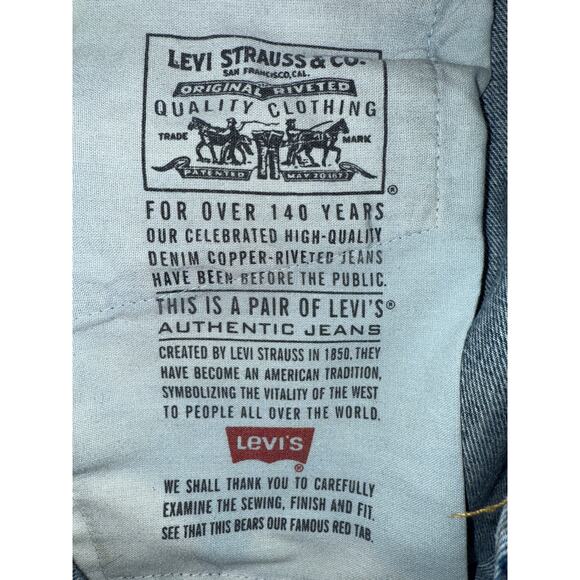 LEVI STRAUSS & CO.
SAN FRANCISCO, CAL.
ORIGINAL RIVETED
QUALITY CLOTHING
TRADE MARK
PATENTED MAY 20 1873
®
FOR OVER 140 YEARS
OUR CELEBRATED HIGH-QUALITY
DENIM COPPER-RIVETED JEANS
HAVE BEEN BEFORE THE PUBLIC.
THIS IS A PAIR OF LEVI'S®
AUTHENTIC JEANS
CREATED BY LEVI STRAUSS IN 1850, THEY
HAVE BECOME AN AMERICAN TRADITION,
SYMBOLIZING THE VITALITY OF THE WEST
TO PEOPLE ALL OVER THE WORLD.
LEVI'S
®
WE SHALL THANK YOU TO CAREFULLY
EXAMINE THE SEWING, FINISH AND FIT.
SEE THAT THIS BEARS OUR FAMOUS RED TAB.